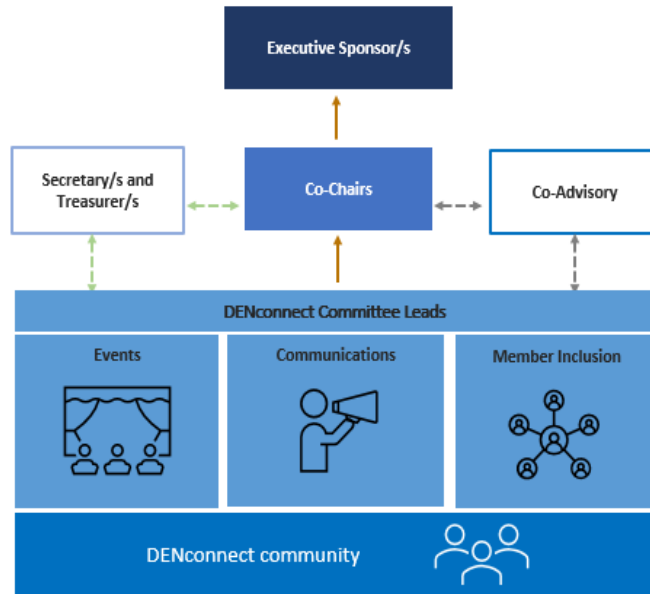 Executive Sponsor/s
Secretary/s and
Treasurer/s
Co-Chairs
Co-Advisory
DENconnect Committee Leads
Events
Communications
Member Inclusion
DENconnect community